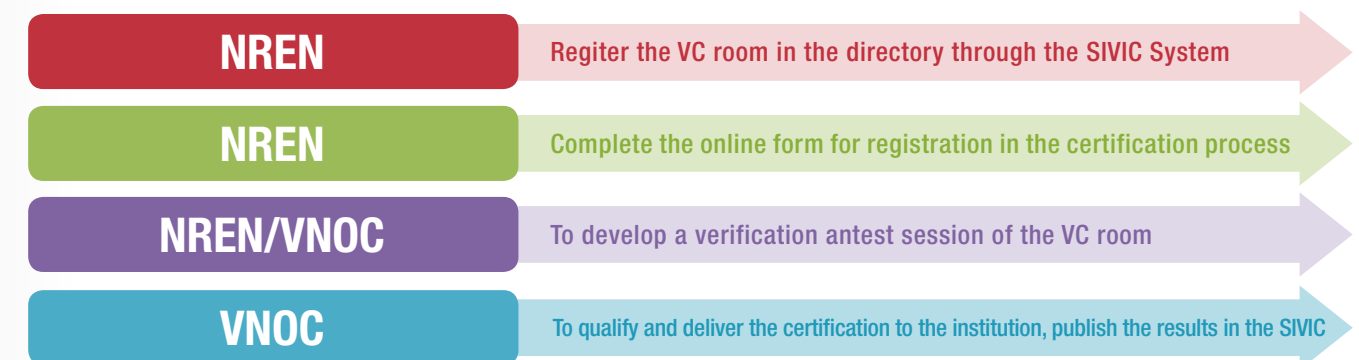 NREN
Regiter the VC room in the directory through the SIVIC System
NREN
Complete the online form for registration in the certification process
NREN/VNOC
To develop a verification antest session of the VC room
VNOC
To qualify and deliver the certification to the institution, publish the results in the SIVIC